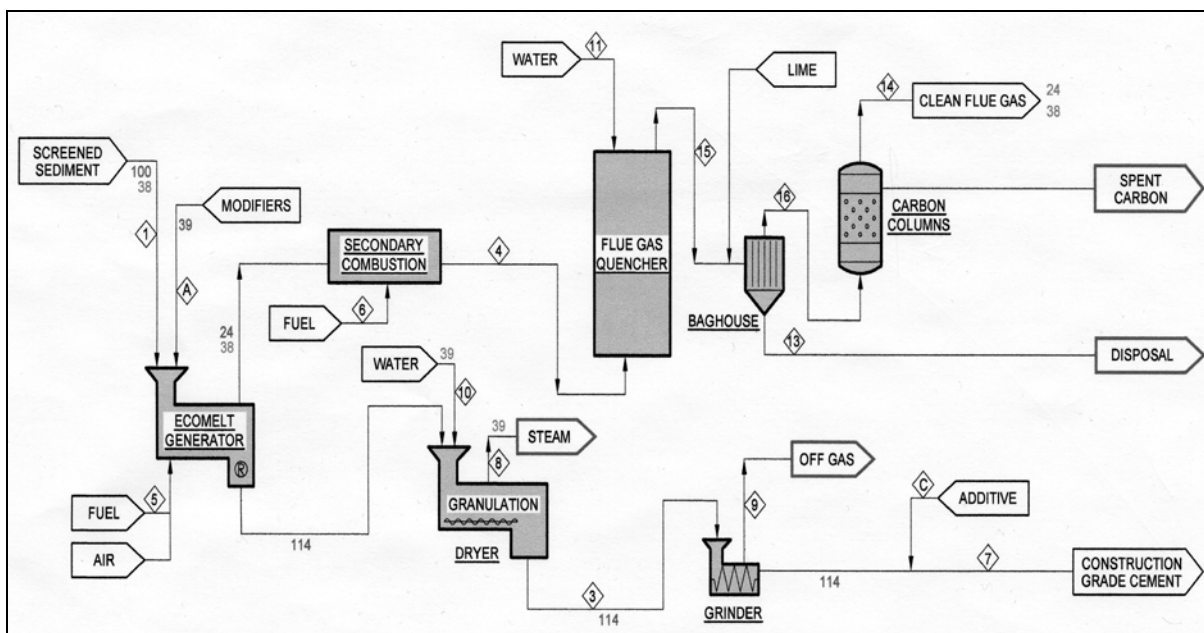 WATER
11
LIME
14
CLEAN FLUE GAS
24
38
SCREENED
SEDIMENT
100
38
1
MODIFIERS
39
A
SECONDARY
COMBUSTION
4
FUEL
6
24
38
FLUE GAS
QUENCHER
15
16
CARBON
COLUMNS
SPENT
CARBON
BAGHOUSE
13
DISPOSAL
WATER
39
10
ECOMELT
GENERATOR
®
FUEL
5
AIR
114
39
STEAM
8
GRANULATION
DRYER
3
114
OFF GAS
9
GRINDER
114
C
ADDITIVE
7
CONSTRUCTION
GRADE CEMENT